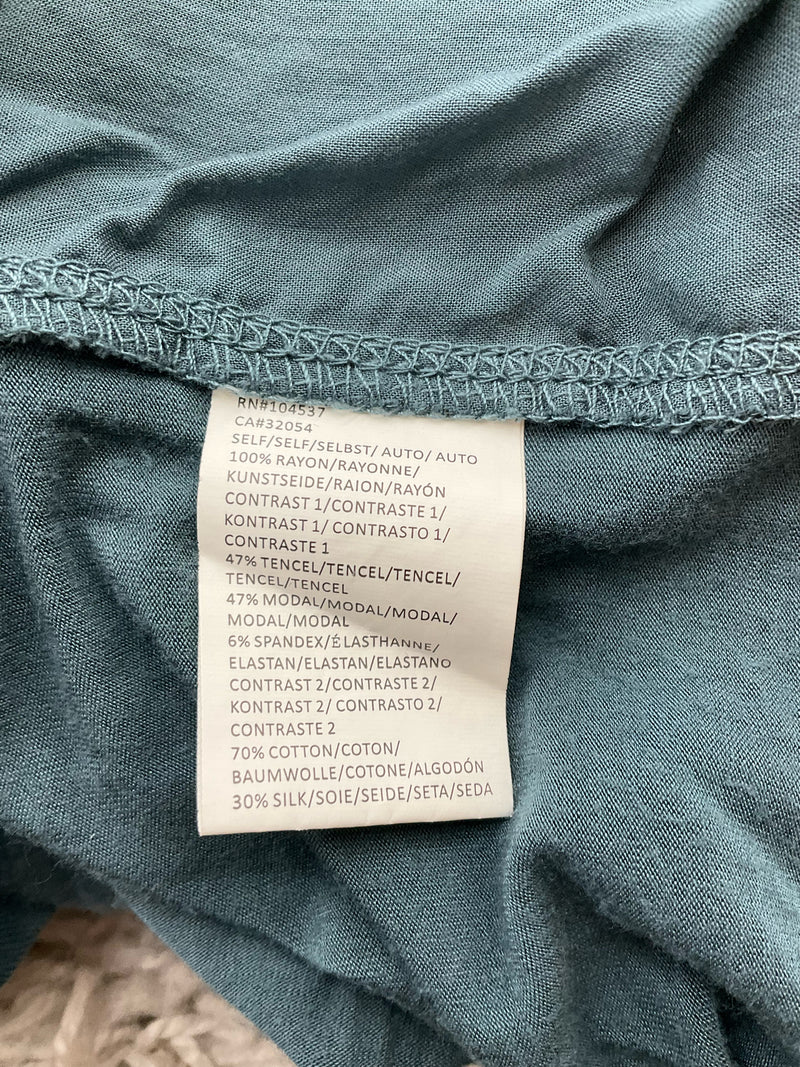 RN#104537
CA#32054
SELF/SELF/SELBST/ AUTO/ AUTO
100% RAYON/RAYONNE/
KUNSTSEIDE/RAION/RAYÓN
CONTRAST 1/CONTRASTE 1/
KONTRAST 1/ CONTRASTO 1/
CONTRASTE 1
47% TENCEL/TENCEL/TENCEL/
TENCEL/TENCEL
47% MODAL/MODAL/MODAL/
MODAL/MODAL
6% SPANDEX/É LASTHANNE/
ELASTAN/ELASTAN/ELASTANO
CONTRAST 2/CONTRASTE 2/
KONTRAST 2/ CONTRASTO 2/
CONTRASTE 2
70% COTTON/COTON/
BAUMWOLLE/COTONE/ALGODÓN
30% SILK/SOIE/SEIDE/SETA/SEDA